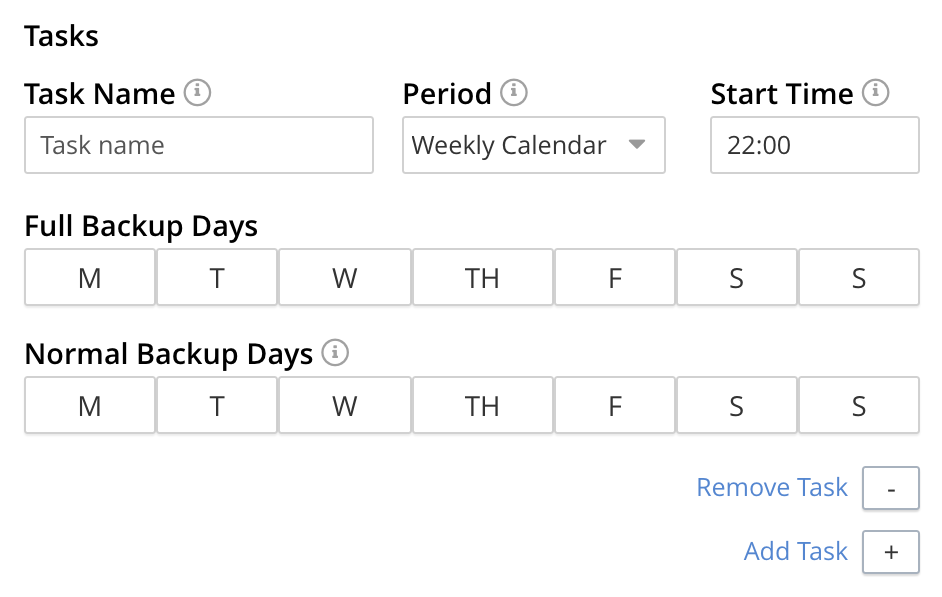 Tasks
Task Name Period Start Time
Task name Weekly Calendar 22:00
Full Backup Days
M T W TH F S S
Normal Backup Days
M T W TH F S S
Remove Task -
Add Task +